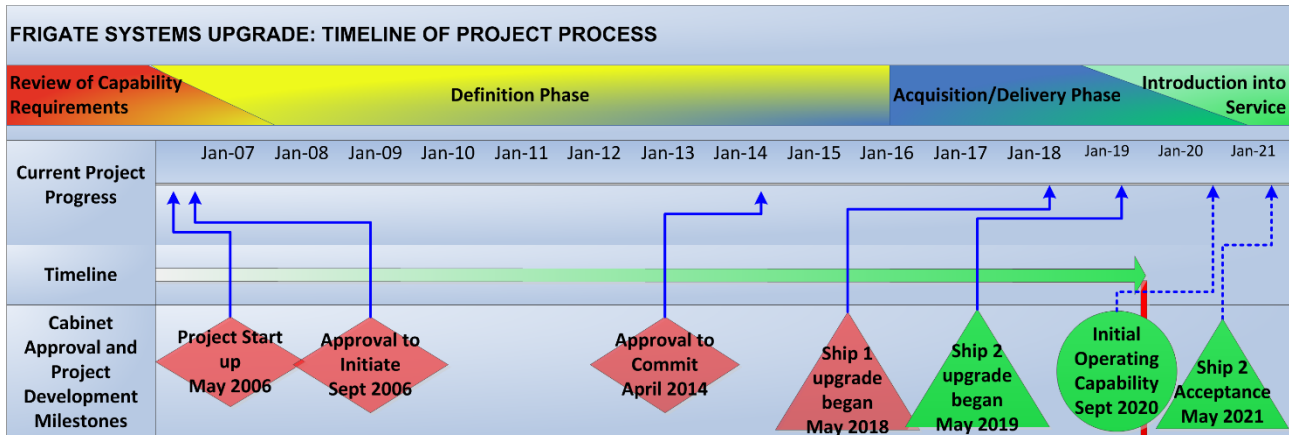 FRIGATE SYSTEMS UPGRADE: TIMELINE OF PROJECT PROCESS
Review of Capability
Requirements
Definition Phase
Acquisition/Delivery Phase
Introduction into
Service
Current Project
Progress
Jan-07 Jan-08 Jan-09 Jan-10 Jan-11 Jan-12 Jan-13 Jan-14 Jan-15 Jan-16 Jan-17 Jan-18 Jan-19 Jan-20 Jan-21
Timeline
Cabinet
Approval and
Project
Development
Milestones
Project Start
up
May 2006
Approval to
Initiate
Sept 2006
Approval to
Commit
April 2014
Ship 1
upgrade
began
May 2018
Ship 2
upgrade
began
May 2019
Initial
Operating
Capability
Sept 2020
Ship 2
Acceptance
May 2021